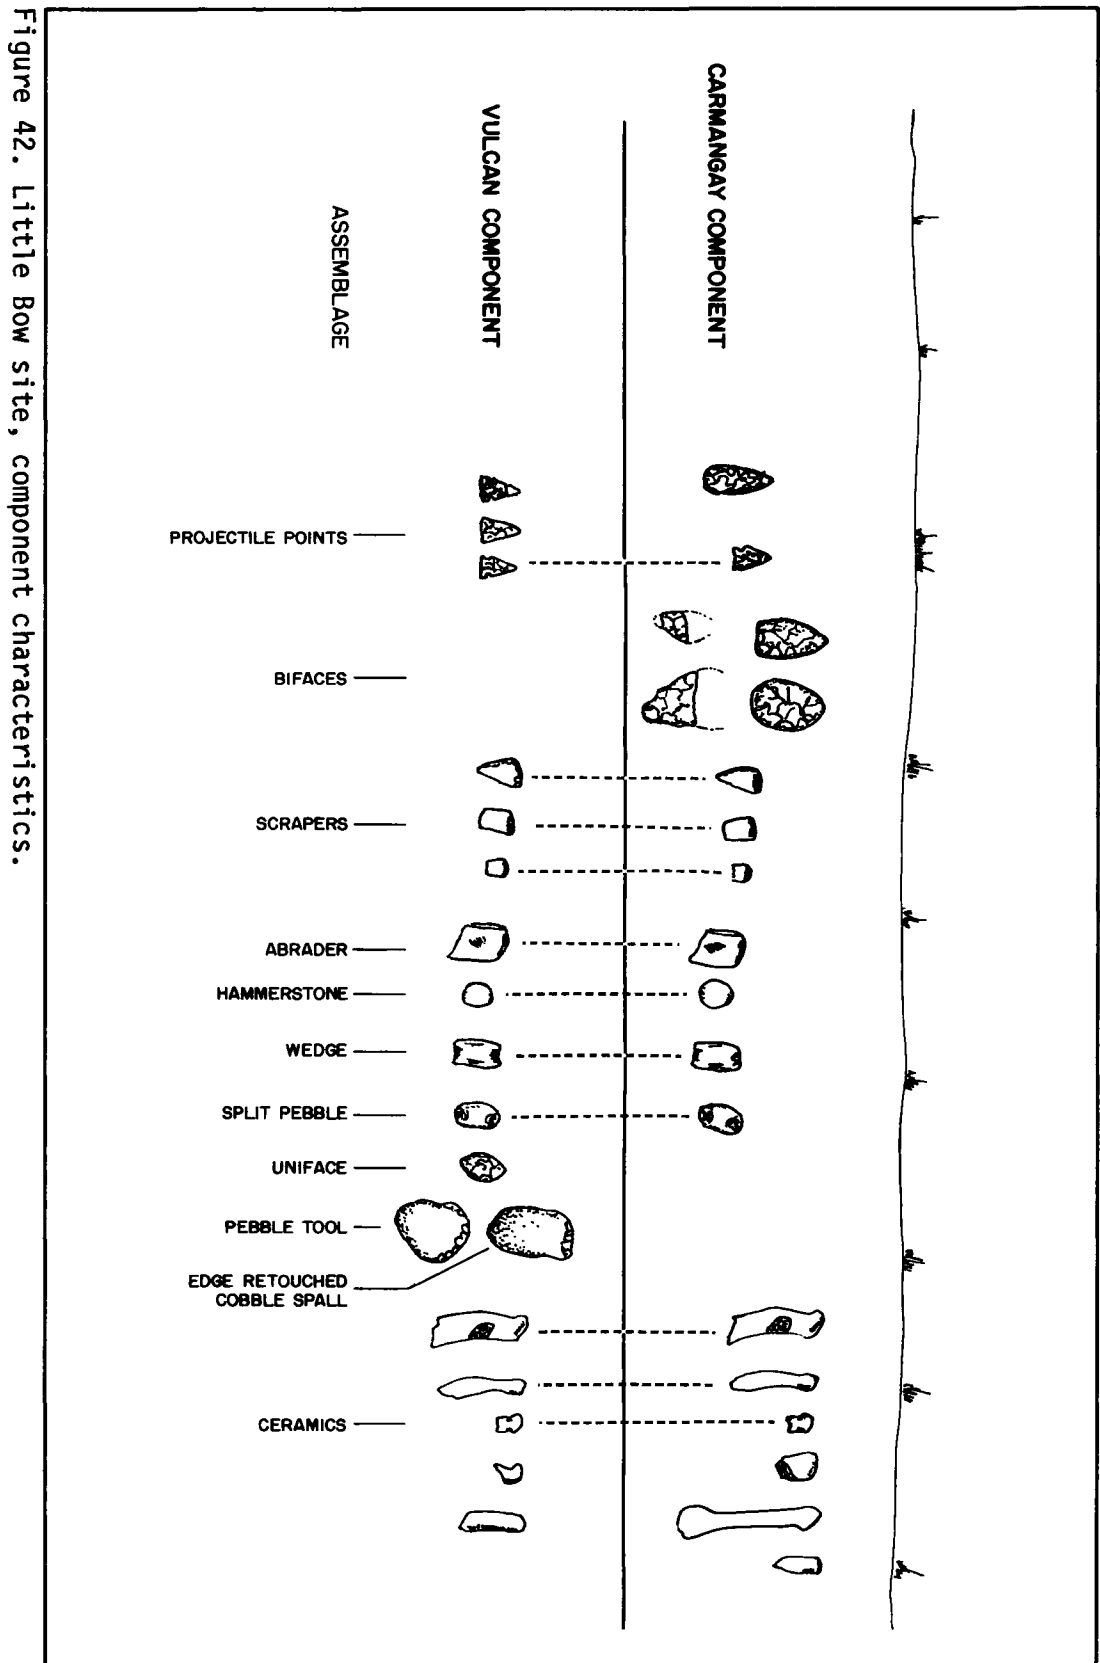 CARMANGAY COMPONENT
VULCAN COMPONENT
ASSEMBLAGE
PROJECTILE POINTS
BIFACES
SCRAPERS
ABRADER
HAMMERSTONE
WEDGE
SPLIT PEBBLE
UNIFACE
PEBBLE TOOL
EDGE RETOUCHED
COBBLE SPALL
CERAMICS
Figure 42. Little Bow site, component characteristics.